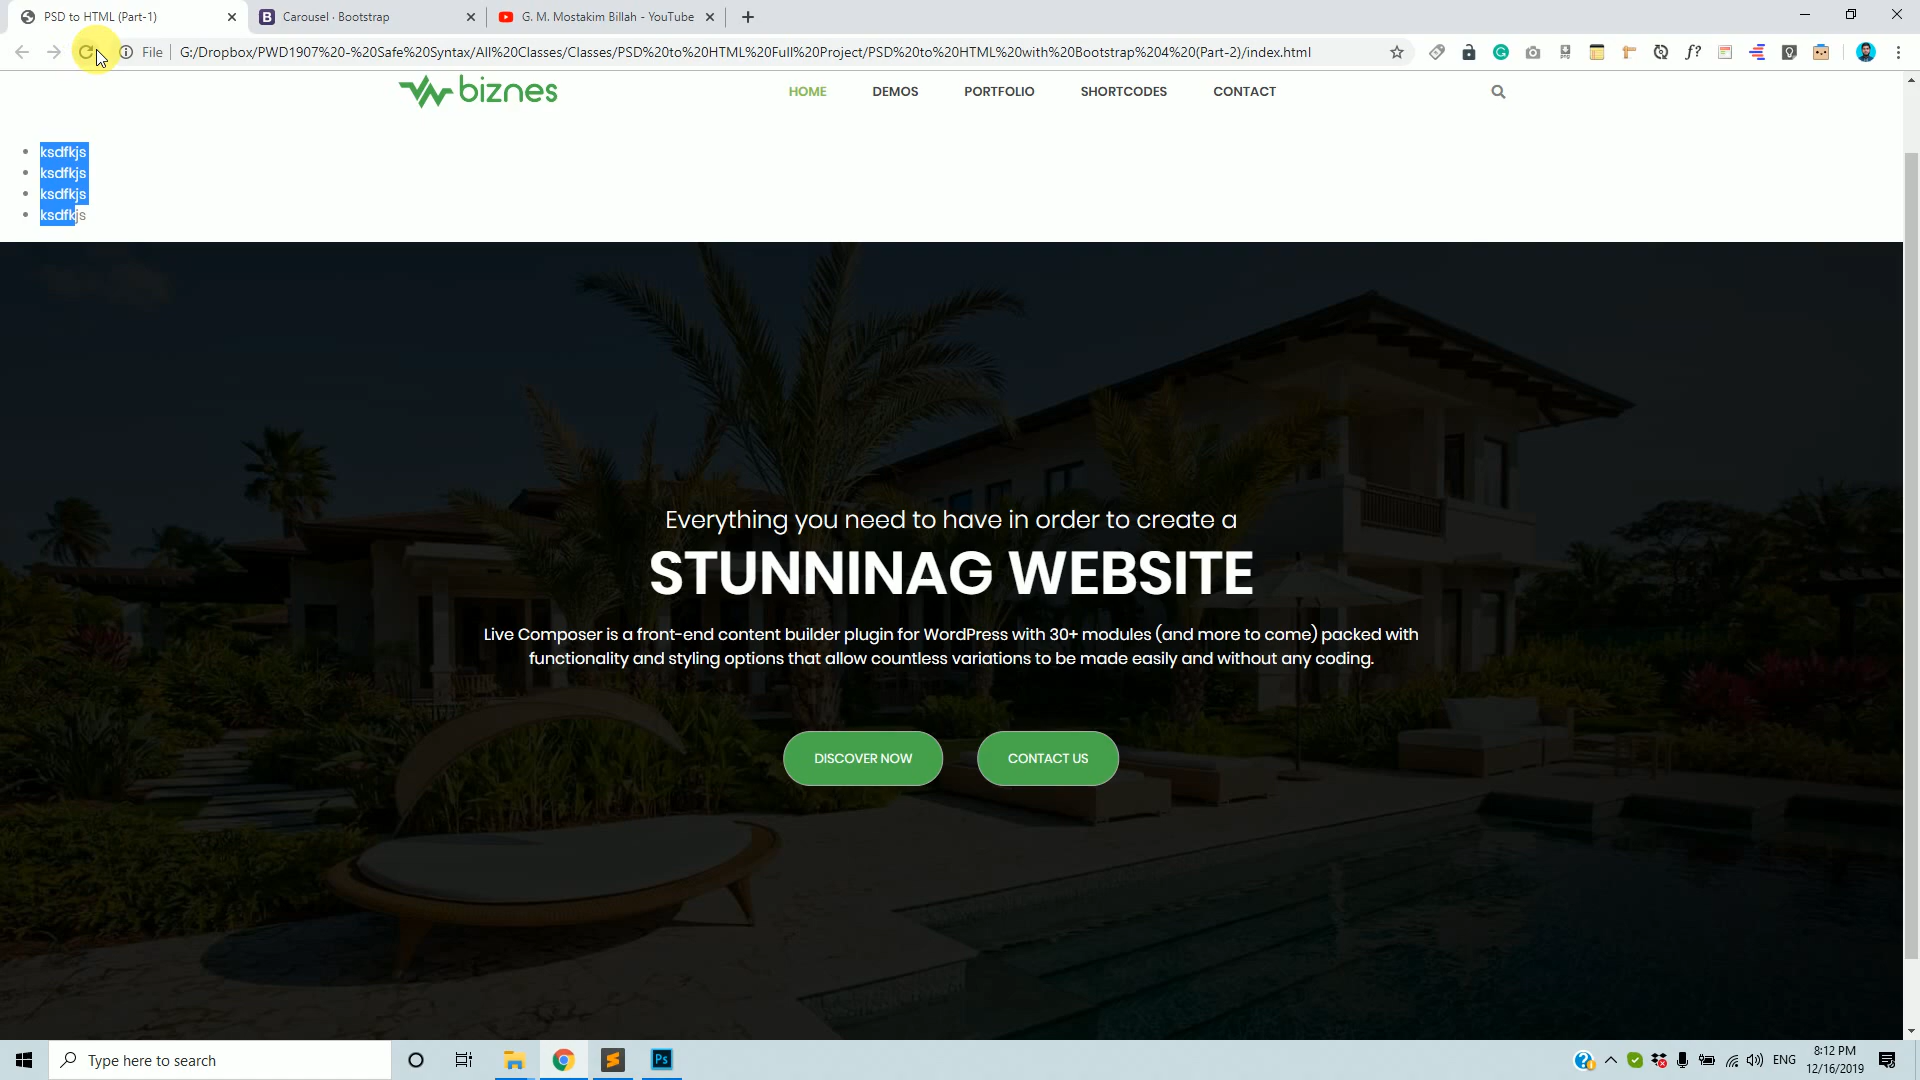 PSD to HTML (Part-1)
Carousel · Bootstrap
G. M. Mostakim Billah - YouTube
File
G:/Dropbox/PWD1907%20-%20Safe%20Syntax/All%20Classes/Classes/PSD%20to%20HTML%20Full%20Project/PSD%20to%20HTML%20with%20Bootstrap%204%20(Part-2)/index.html
biznes
HOME
DEMOS
PORTFOLIO
SHORTCODES
CONTACT
ksdfkjs
ksdfkjs
ksdfkjs
ksdfkjs
Everything you need to have in order to create a
STUNNINAG WEBSITE
Live Composer is a front-end content builder plugin for WordPress with 30+ modules (and more to come) packed with
functionality and styling options that allow countless variations to be made easily and without any coding.
DISCOVER NOW
CONTACT US
Type here to search
Ps
ENG
8:12 PM
12/16/2019